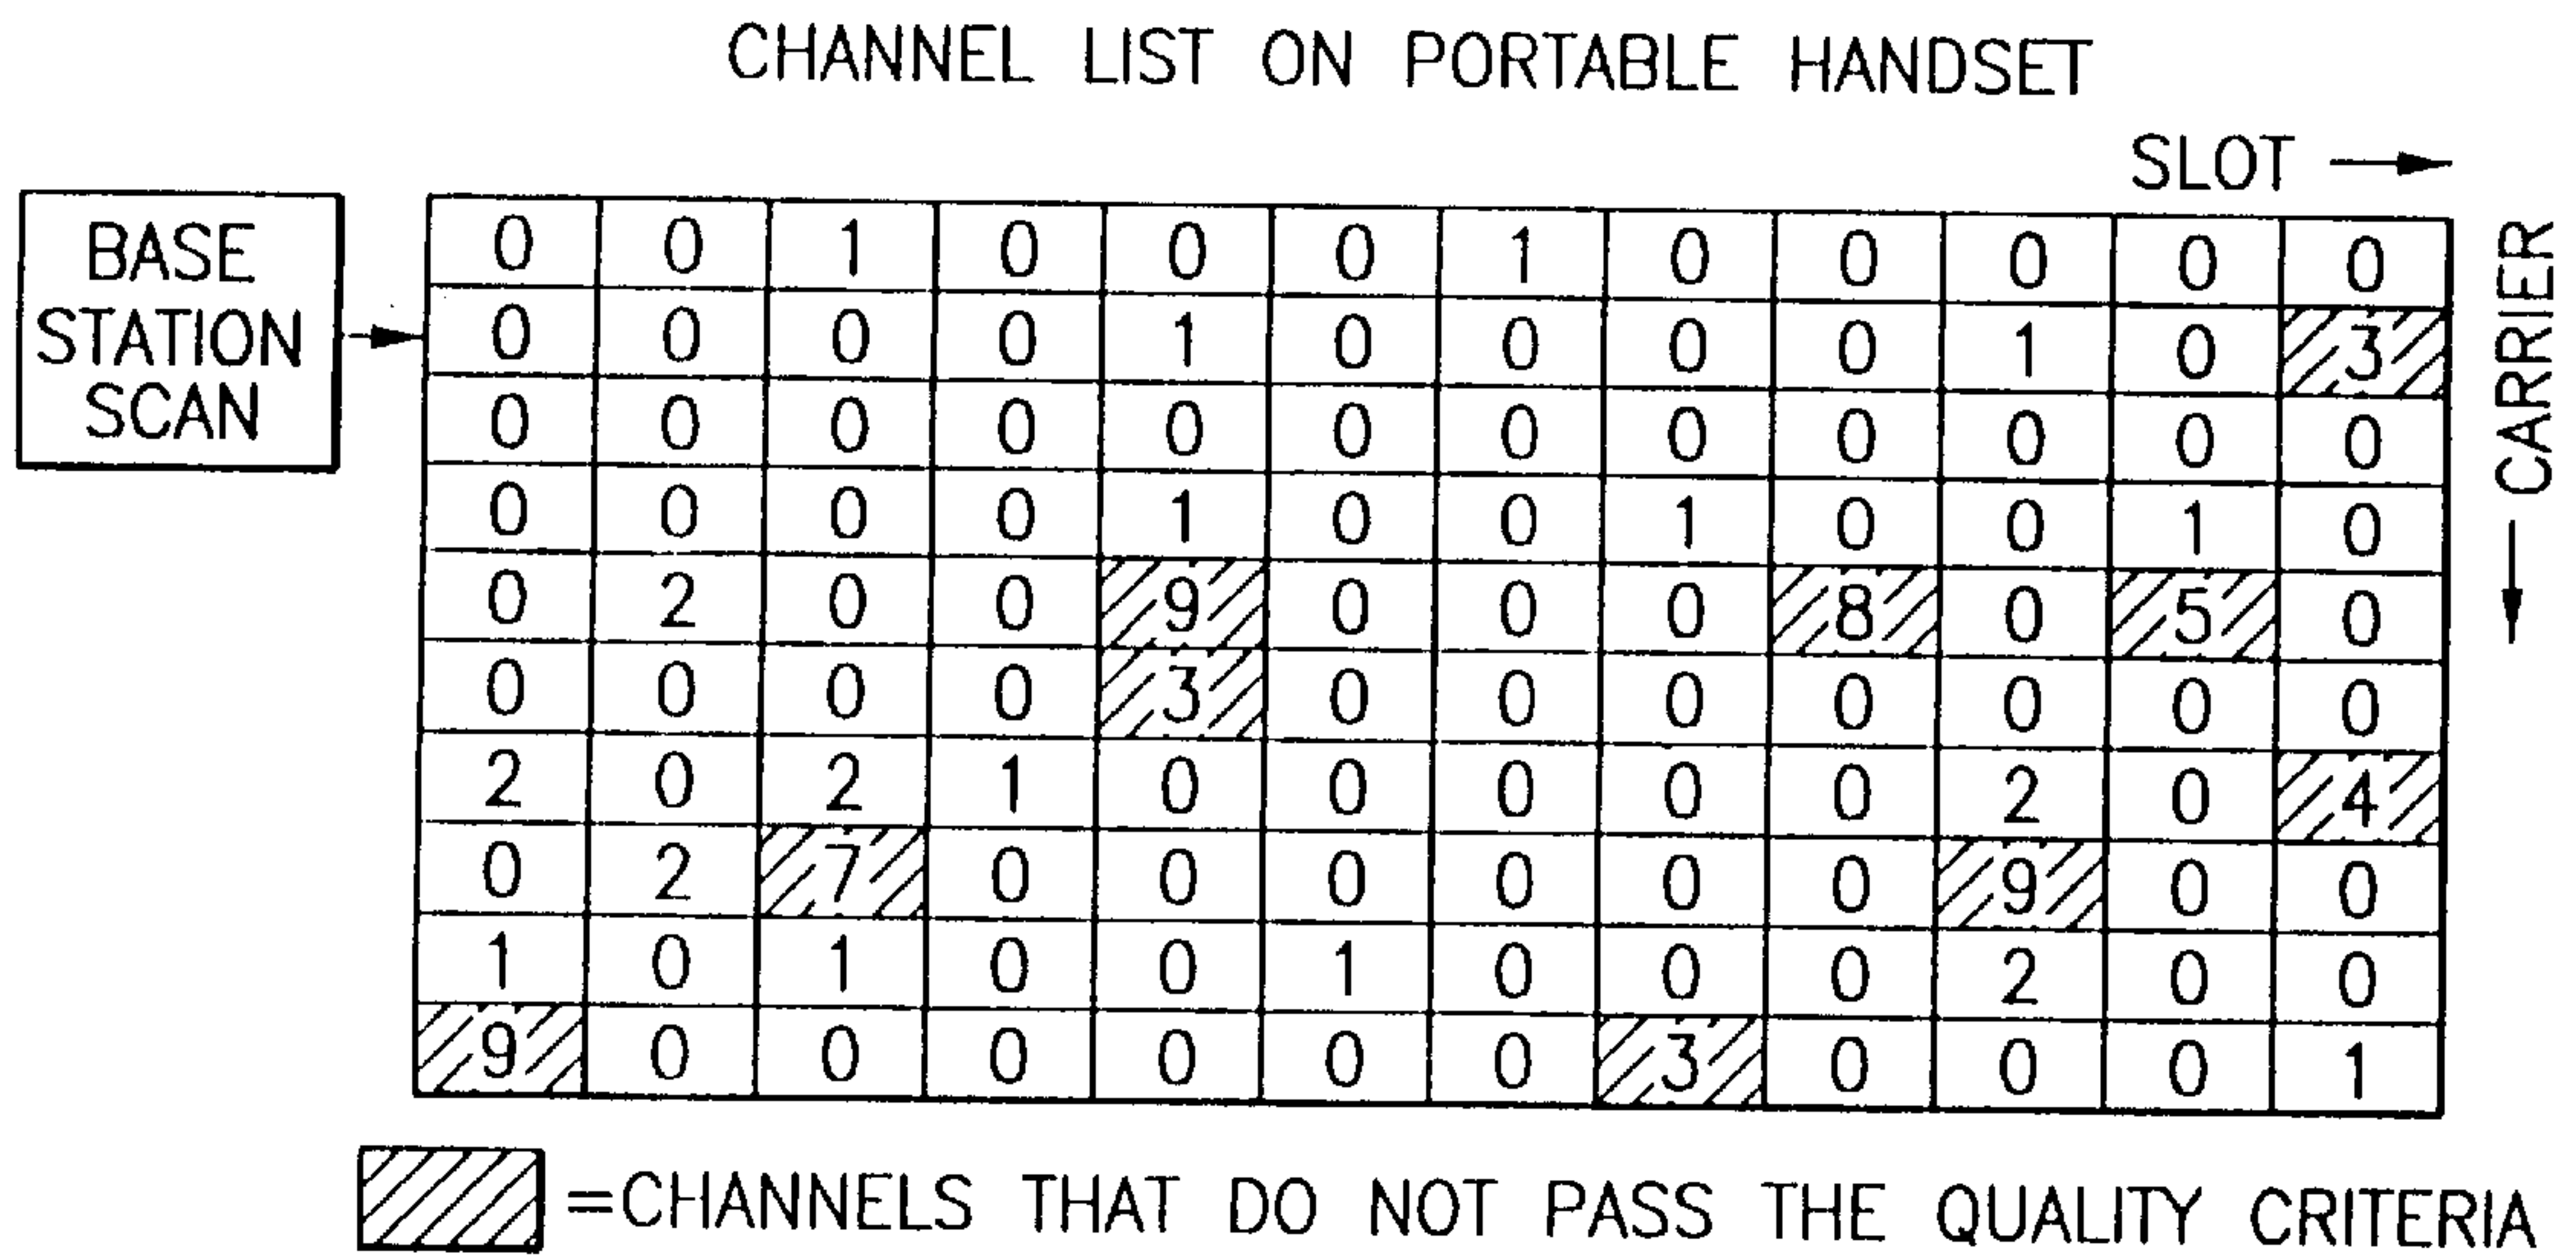 CHANNEL LIST ON PORTABLE HANDSET
SLOT
BASE
STATION
SCAN
CARRIER
0 0 1 0 0 0 1 0 0 0 0 0
0 0 0 0 1 0 0 0 0 1 0 3
0 0 0 0 0 0 0 0 0 0 0 0
0 0 0 0 1 0 0 1 0 0 1 0
0 2 0 0 9 0 0 0 8 0 5 0
0 0 0 0 3 0 0 0 0 0 0 0
2 0 2 1 0 0 0 0 0 2 0 4
0 2 7 0 0 0 0 0 0 9 0 0
1 0 1 0 0 1 0 0 0 2 0 0
9 0 0 0 0 0 0 3 0 0 0 1
=CHANNELS THAT DO NOT PASS THE QUALITY CRITERIA